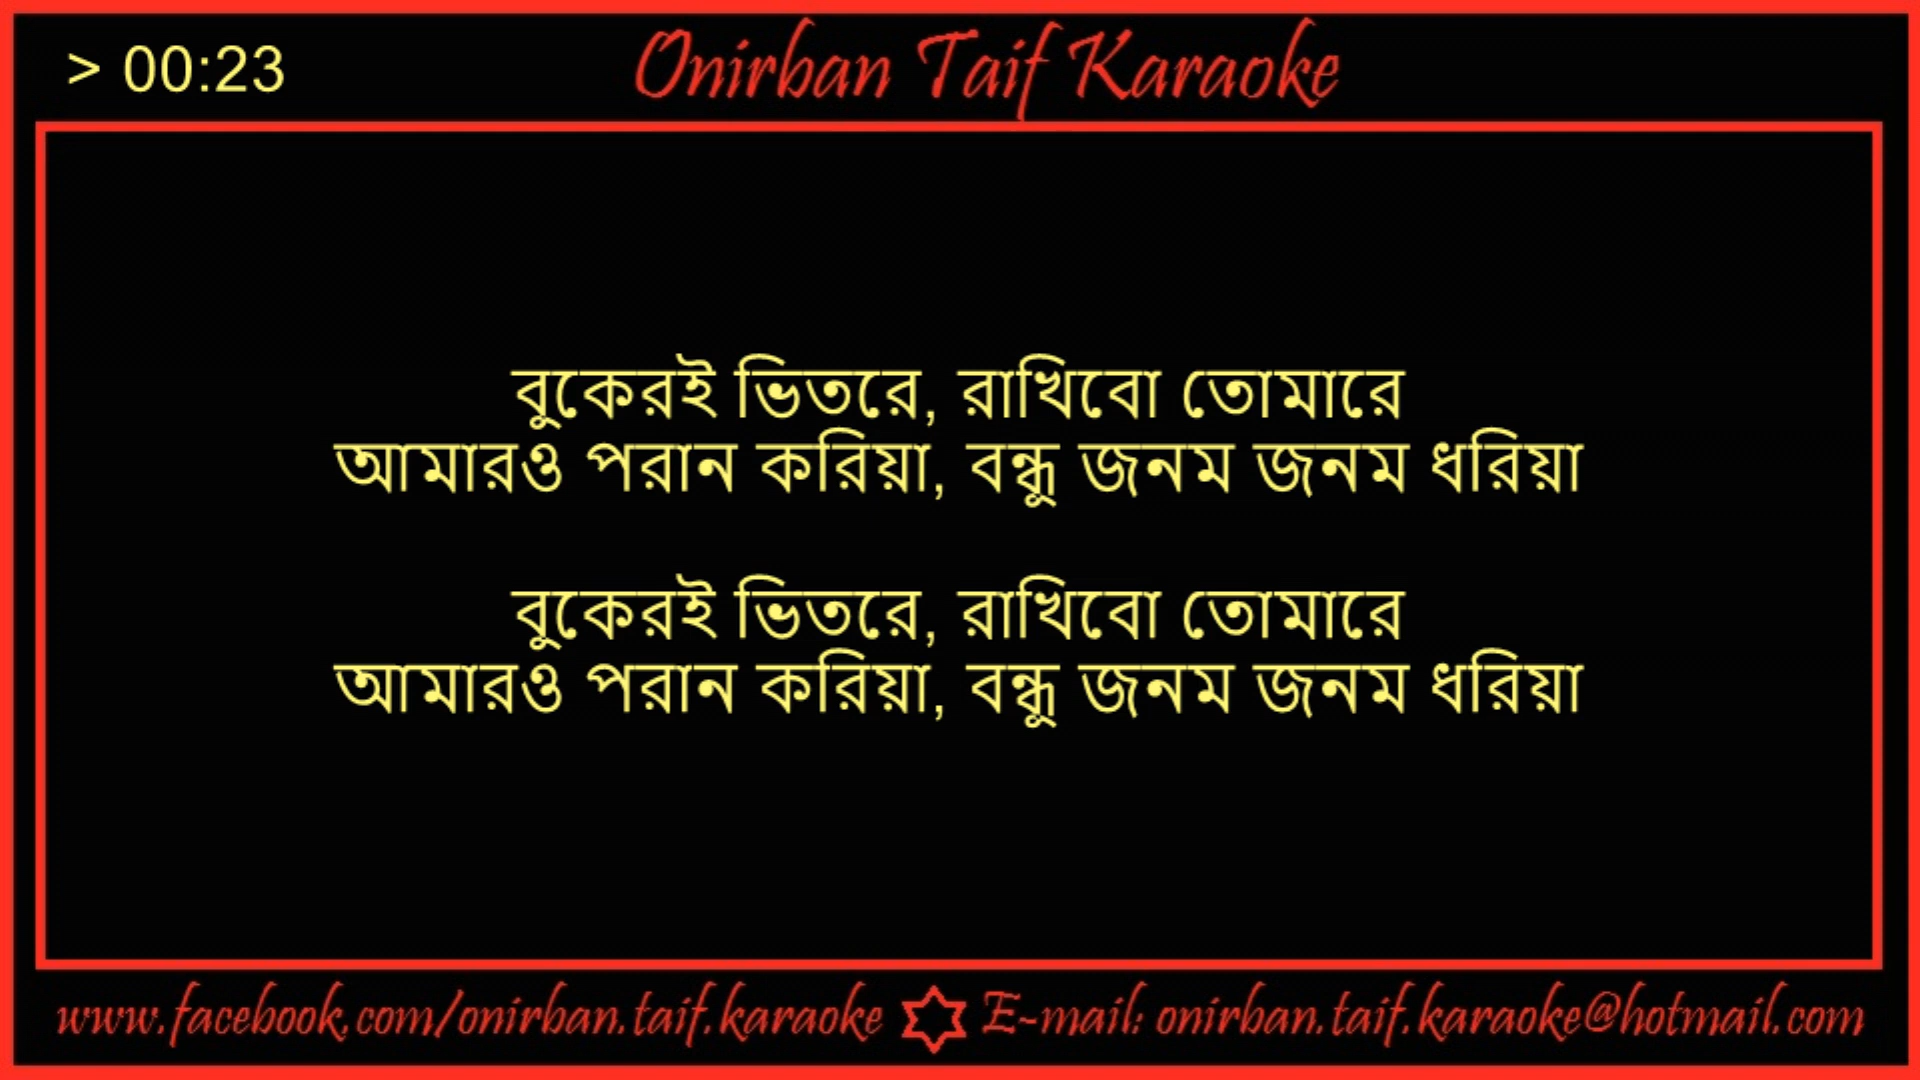 > 00:23
Onirban Taif Karaoke
বুকেরই ভিতরে, রাখিবো তোমারে
আমারও পরান করিয়া, বন্ধু জনম জনম ধরিয়া
বুকেরই ভিতরে, রাখিবো তোমারে
আমারও পরান করিয়া, বন্ধু জনম জনম ধরিয়া
www.facebook.com/onirban.taif.karaoke E-mail: onirban.taif.karaoke@hotmail.com